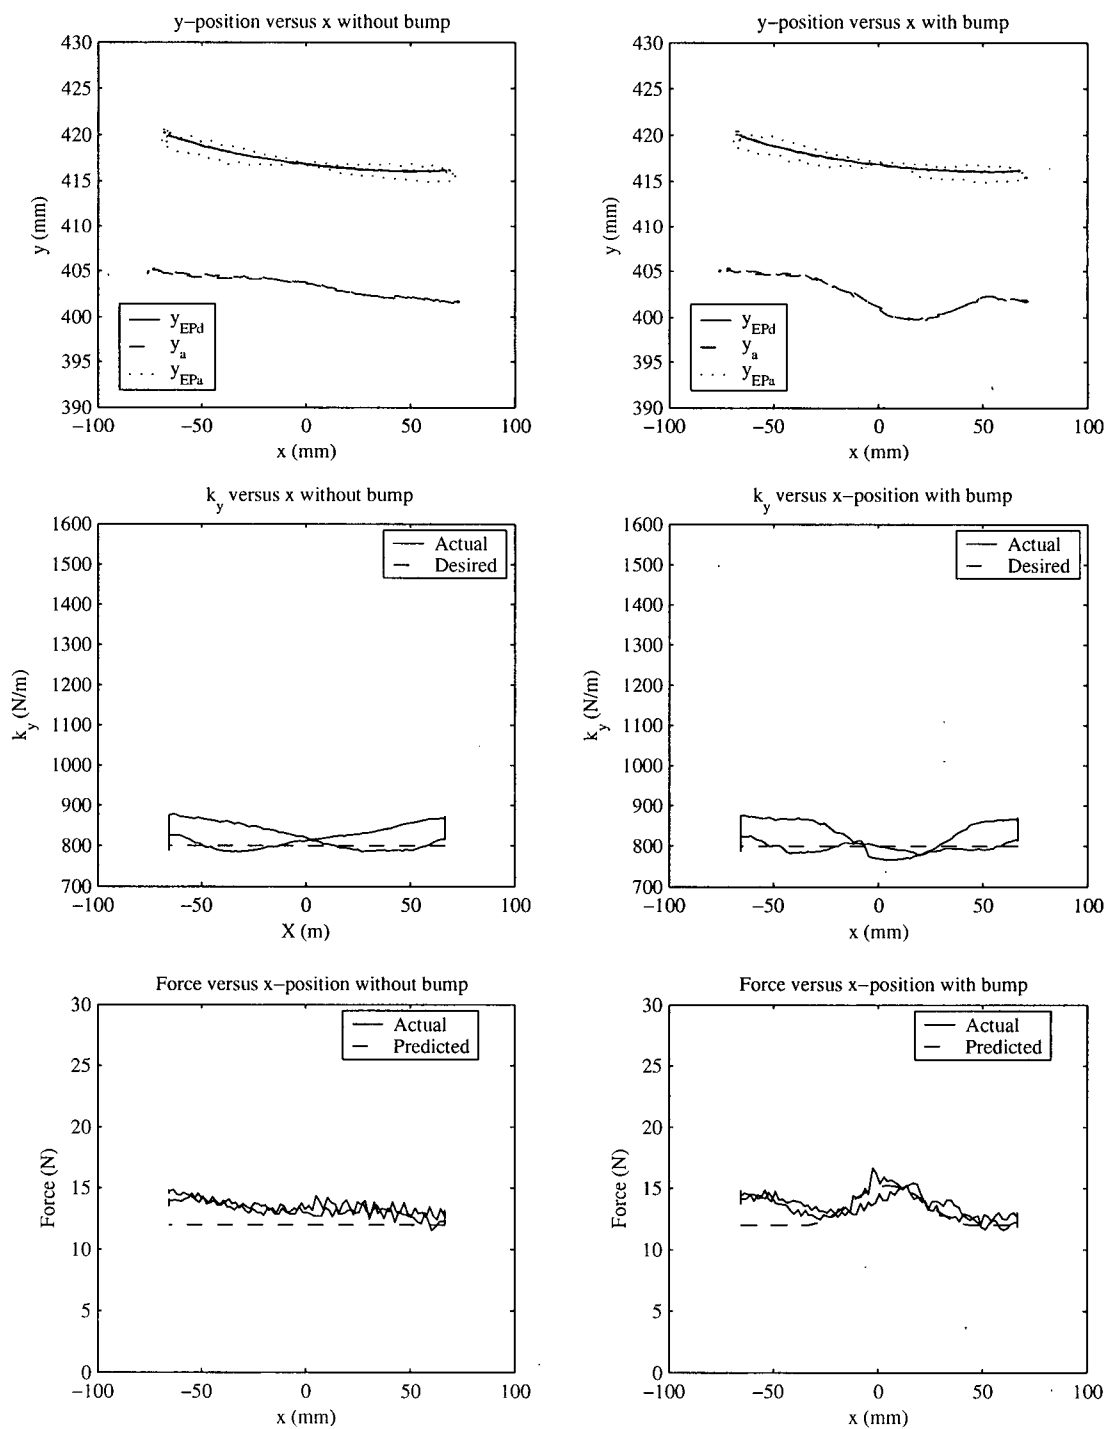 y-position versus x without bump
430
425
420
415
410
405
400
395
390
y (mm)
y_EPd
y_a
y_EPa
-100 -50 0 50 100
x (mm)
y-position versus x with bump
430
425
420
415
410
405
400
395
390
y (mm)
y_EPd
y_a
y_EPa
-100 -50 0 50 100
x (mm)
k_y versus x without bump
1600
1500
1400
1300
1200
1100
1000
900
800
700
k_y (N/m)
Actual
Desired
-100 -50 0 50 100
X (m)
k_y versus x-position with bump
1600
1500
1400
1300
1200
1100
1000
900
800
700
k_y (N/m)
Actual
Desired
-100 -50 0 50 100
x (mm)
Force versus x-position without bump
30
25
20
15
10
5
0
Force (N)
Actual
Predicted
-100 -50 0 50 100
x (mm)
Force versus x-position with bump
30
25
20
15
10
5
0
Force (N)
Actual
Predicted
-100 -50 0 50 100
x (mm)